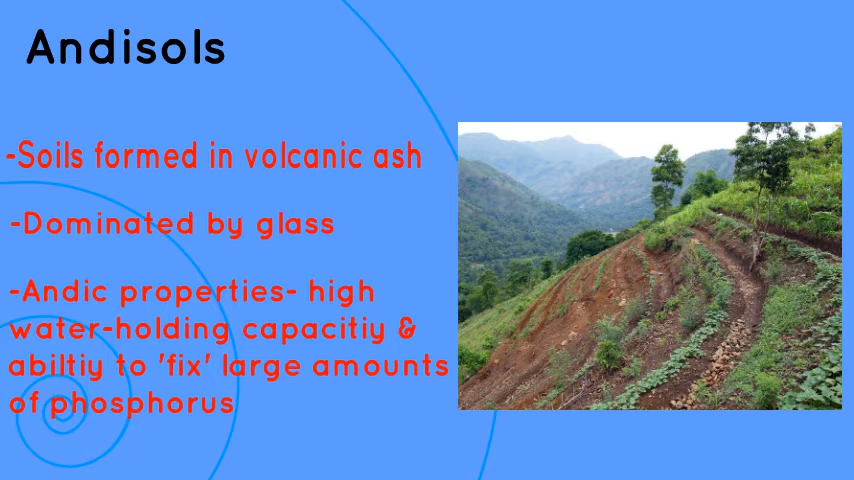 Andisols
-Soils formed in volcanic ash
-Dominated by glass
-Andic properties- high
water-holding capacitiy &
abiltiy to 'fix' large amounts
of phosphorus